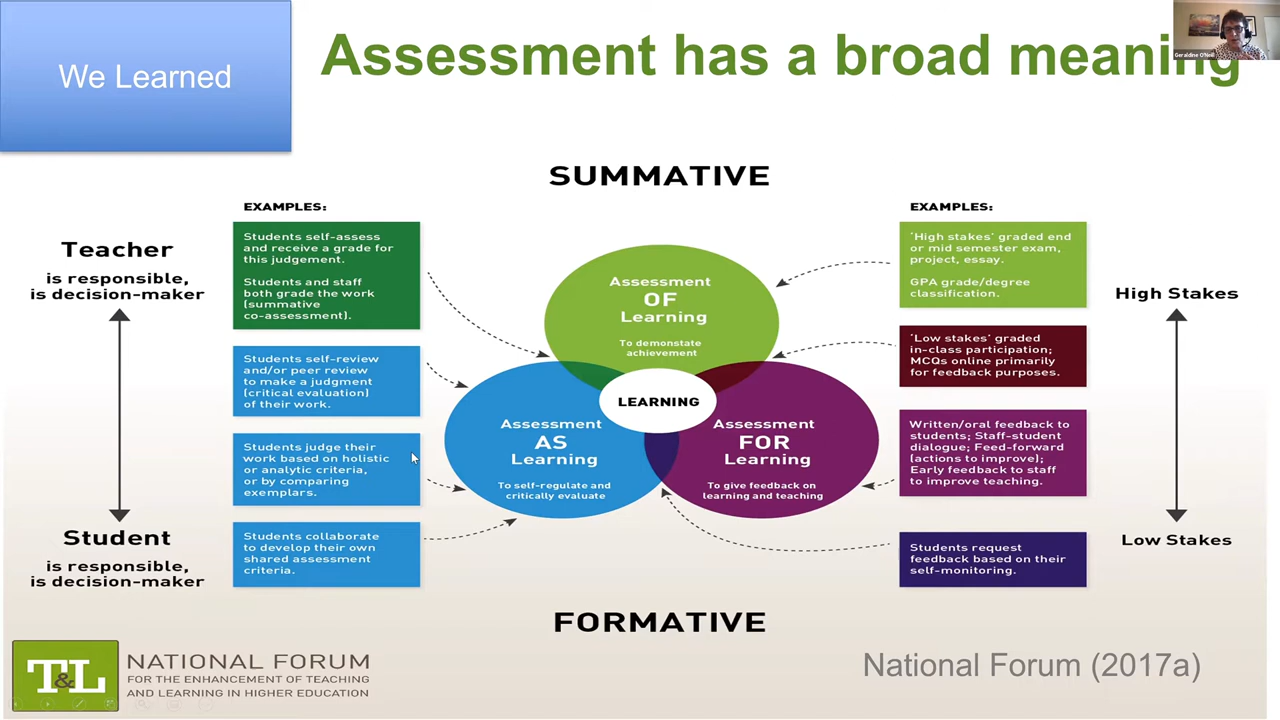 We Learned
Assessment has a broad meaning
Geraldine O'Neill
SUMMATIVE
EXAMPLES:
Students self-assess
and receive a grade for
this judgement.
Students and staff
both grade the work
(summative
co-assessment).
Students self-review
and/or peer review
to make a judgment
(critical evaluation)
of their work.
Students judge their
work based on holistic
or analytic criteria,
or by comparing
exemplars.
Students collaborate
to develop their own
shared assessment
criteria.
Teacher
is responsible,
is decision-maker
Student
is responsible,
is decision-maker
Assessment
OF
Learning
To demonstate
achievement
LEARNING
Assessment
AS
Learning
To self-regulate and
critically evaluate
Assessment
FOR
Learning
To give feedback on
learning and teaching
EXAMPLES:
'High stakes' graded end
or mid semester exam,
project, essay.
GPA grade/degree
classification.
'Low stakes' graded
in-class participation;
MCQs online primarily
for feedback purposes.
Written/oral feedback to
students; Staff-student
dialogue; Feed-forward
(actions to improve);
Early feedback to staff
to improve teaching.
Students request
feedback based on their
self-monitoring.
High Stakes
Low Stakes
FORMATIVE
T&L
NATIONAL FORUM
FOR THE ENHANCEMENT OF TEACHING
AND LEARNING IN HIGHER EDUCATION
National Forum (2017a)